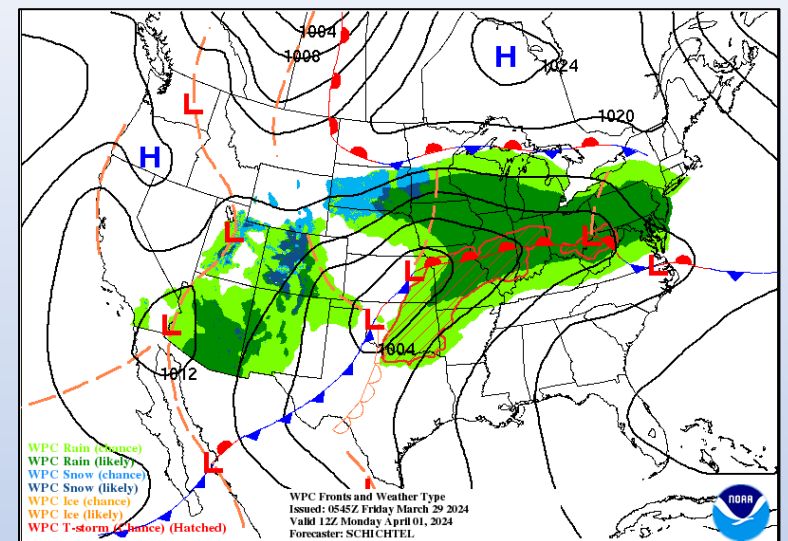 1004
1008
H
1024
1020
L
H
L
L
L
L
L
L
1004
1012
L
L
WPC Rain (chance)
WPC Rain (likely)
WPC Snow (chance)
WPC Snow (likely)
WPC Ice (chance)
WPC Ice (likely)
WPC T-storm (Chance) (Hatched)
WPC Fronts and Weather Type
Issued: 0545Z Friday March 29 2024
Valid 12Z Monday April 01, 2024
Forecaster: SCHICHTEL
NOAA